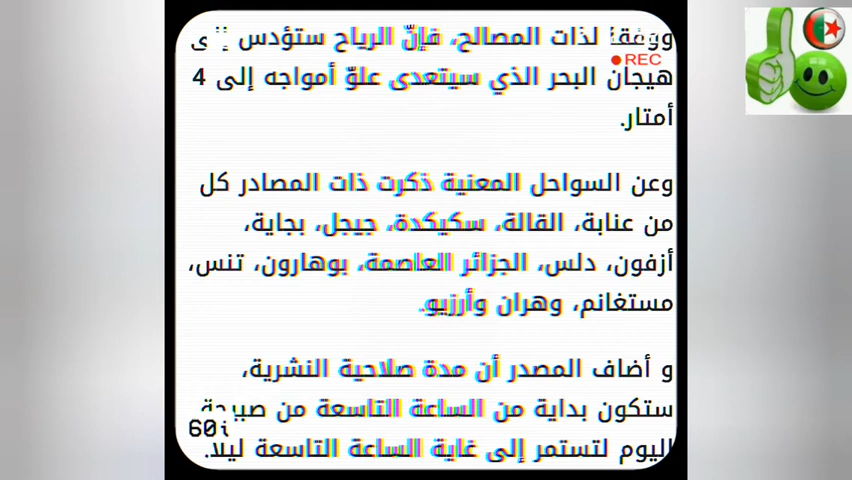 ووفقا لذات المصالح، فإنّ الرياح ستؤدس إلى
REC
هيجان البحر الذي سيتعدى علوّ أمواجه إلى 4
أمتار.
وعن السواحل المعنية ذكرت ذات المصادر كل
من عنابة، القالة، سكيكدة، جيجل، بجاية،
أزفون، دلس، الجزائر العاصمة، بوهارون، تنس،
مستغانم، وهران وأرزيو.
و أضاف المصدر أن مدة صلاحية النشرية،
ستكون بداية من الساعة التاسعة من صبيحة
60i
اليوم لتستمر إلى غاية الساعة التاسعة ليلا.